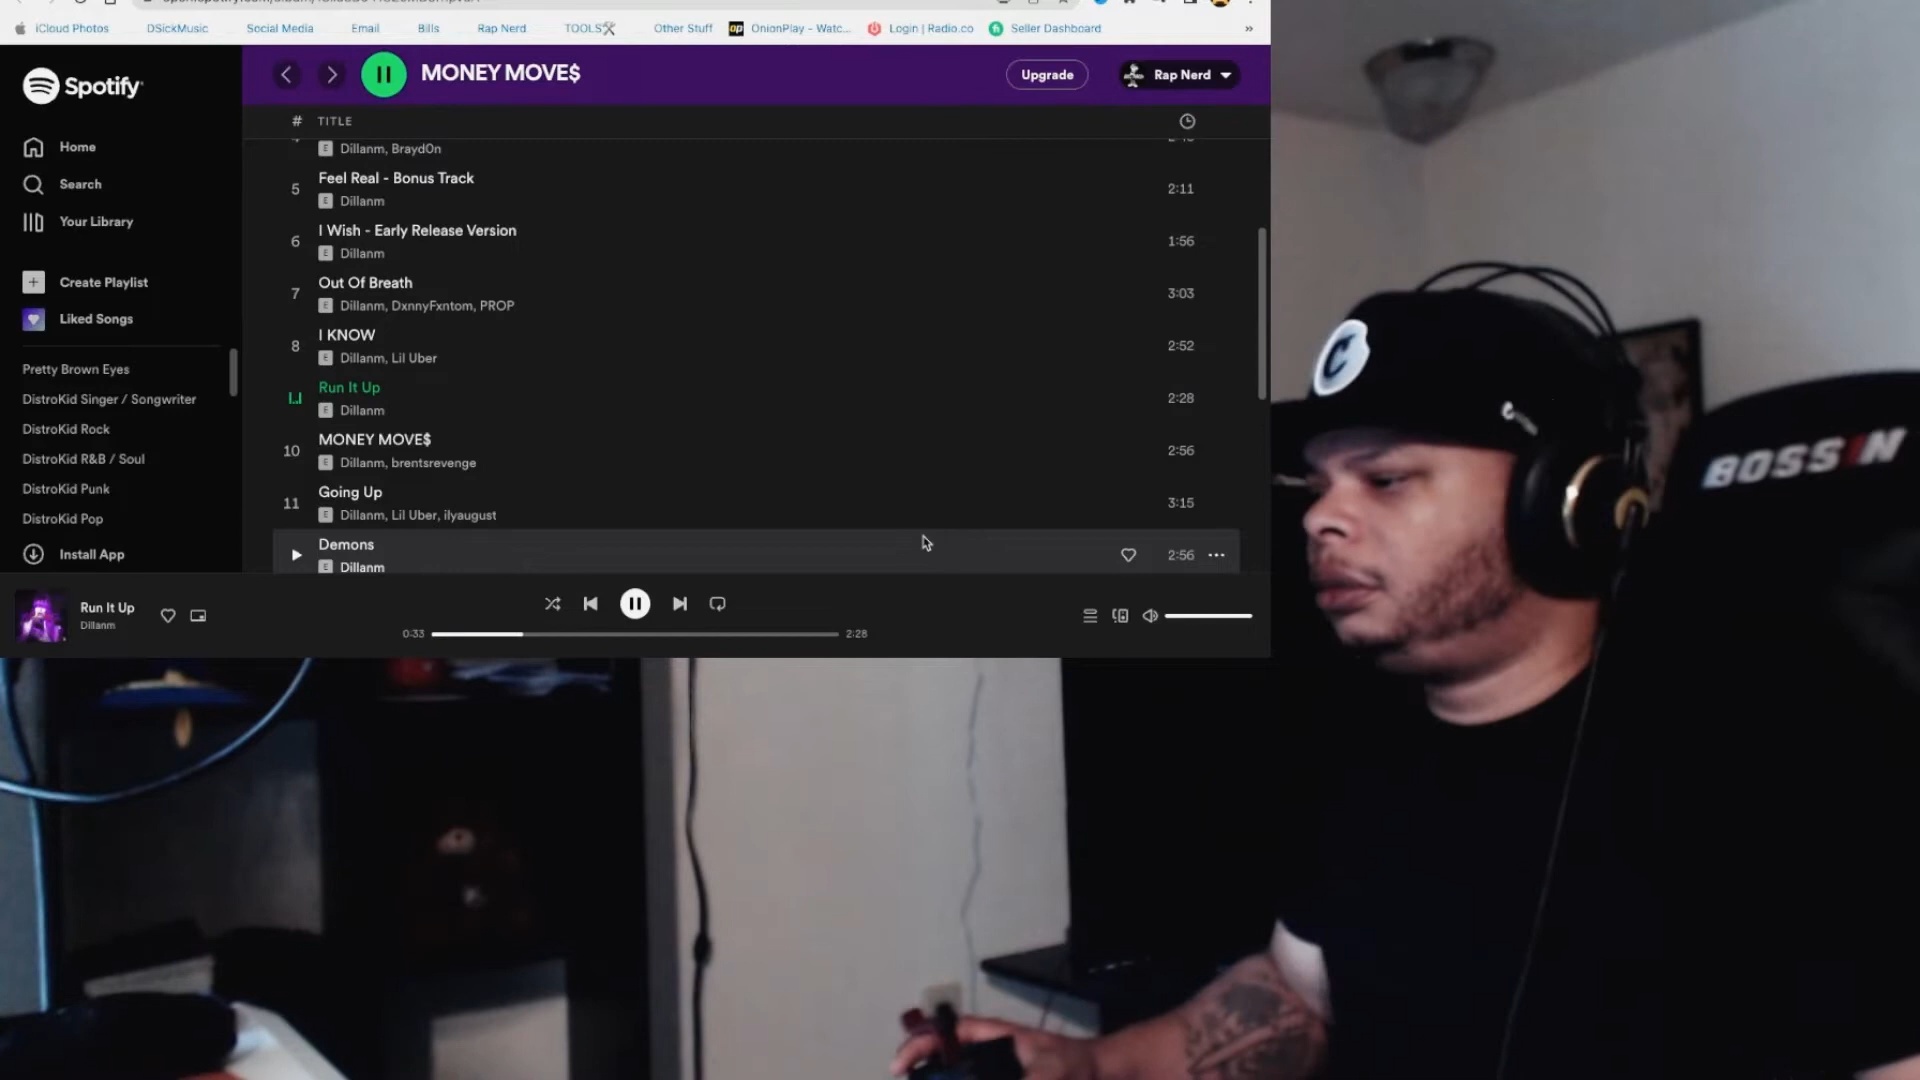 iCloud Photos DSickMusic Social Media Email Bills Rap Nerd TOOLS Other Stuff OnionPlay - Watc... Login | Radio.co Seller Dashboard »
Spotify
MONEY MOVE$
Upgrade
Rap Nerd
# TITLE
Home
Search
Your Library
Create Playlist
Liked Songs
Pretty Brown Eyes
DistroKid Singer / Songwriter
DistroKid Rock
DistroKid R&B / Soul
DistroKid Punk
DistroKid Pop
Install App
E Dillanm, Brayd0n
5 Feel Real - Bonus Track 2:11
E Dillanm
6 I Wish - Early Release Version 1:56
E Dillanm
7 Out Of Breath 3:03
E Dillanm, DxnnyFxntom, PROP
8 I KNOW 2:52
E Dillanm, Lil Uber
Run It Up 2:28
E Dillanm
10 MONEY MOVE$ 2:56
E Dillanm, brentsrevenge
11 Going Up 3:15
E Dillanm, Lil Uber, ilyaugust
Demons 2:56
E Dillanm
Run It Up
Dillanm
0:33 2:28
C
BOSSIN